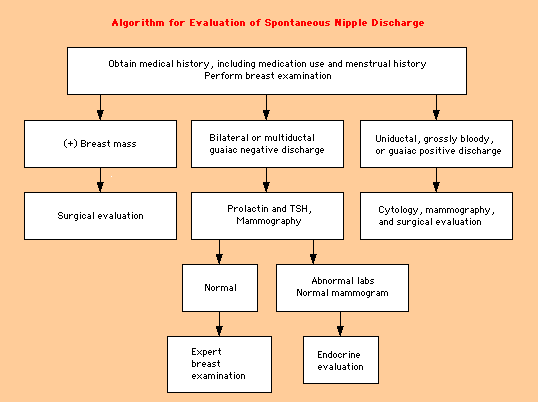 Algorithm for Evaluation of Spontaneous Nipple Discharge
Obtain medical history, including medication use and menstrual history
Perform breast examination
(+) Breast mass
Bilateral or multiductal
guaiac negative discharge
Uniductal, grossly bloody,
or guaiac positive discharge
Surgical evaluation
Prolactin and TSH,
Mammography
Cytology, mammography,
and surgical evaluation
Normal
Abnormal labs
Normal mammogram
Expert
breast
examination
Endocrine
evaluation